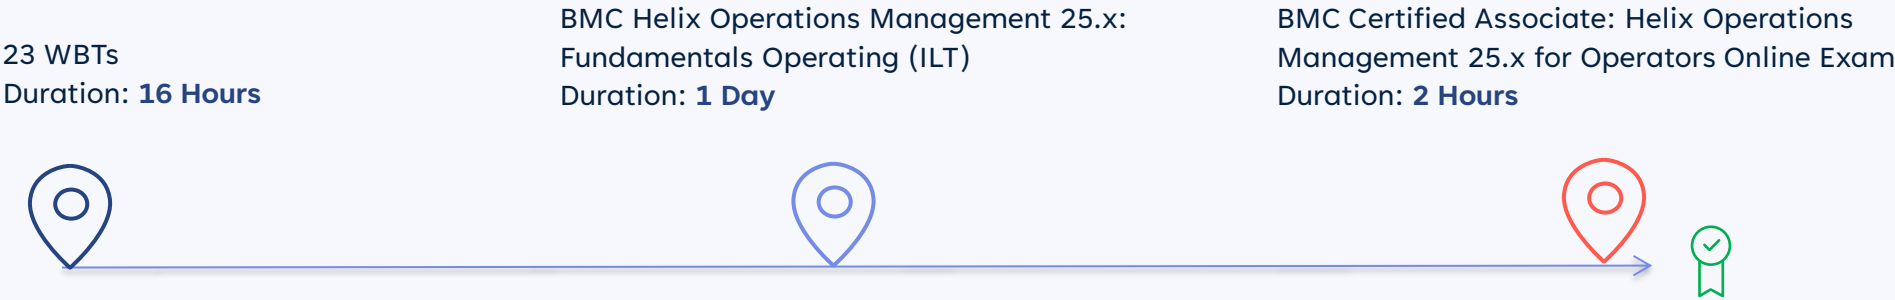 23 WBTs
Duration: 16 Hours
BMC Helix Operations Management 25.x:
Fundamentals Operating (ILT)
Duration: 1 Day
BMC Certified Associate: Helix Operations
Management 25.x for Operators Online Exam
Duration: 2 Hours